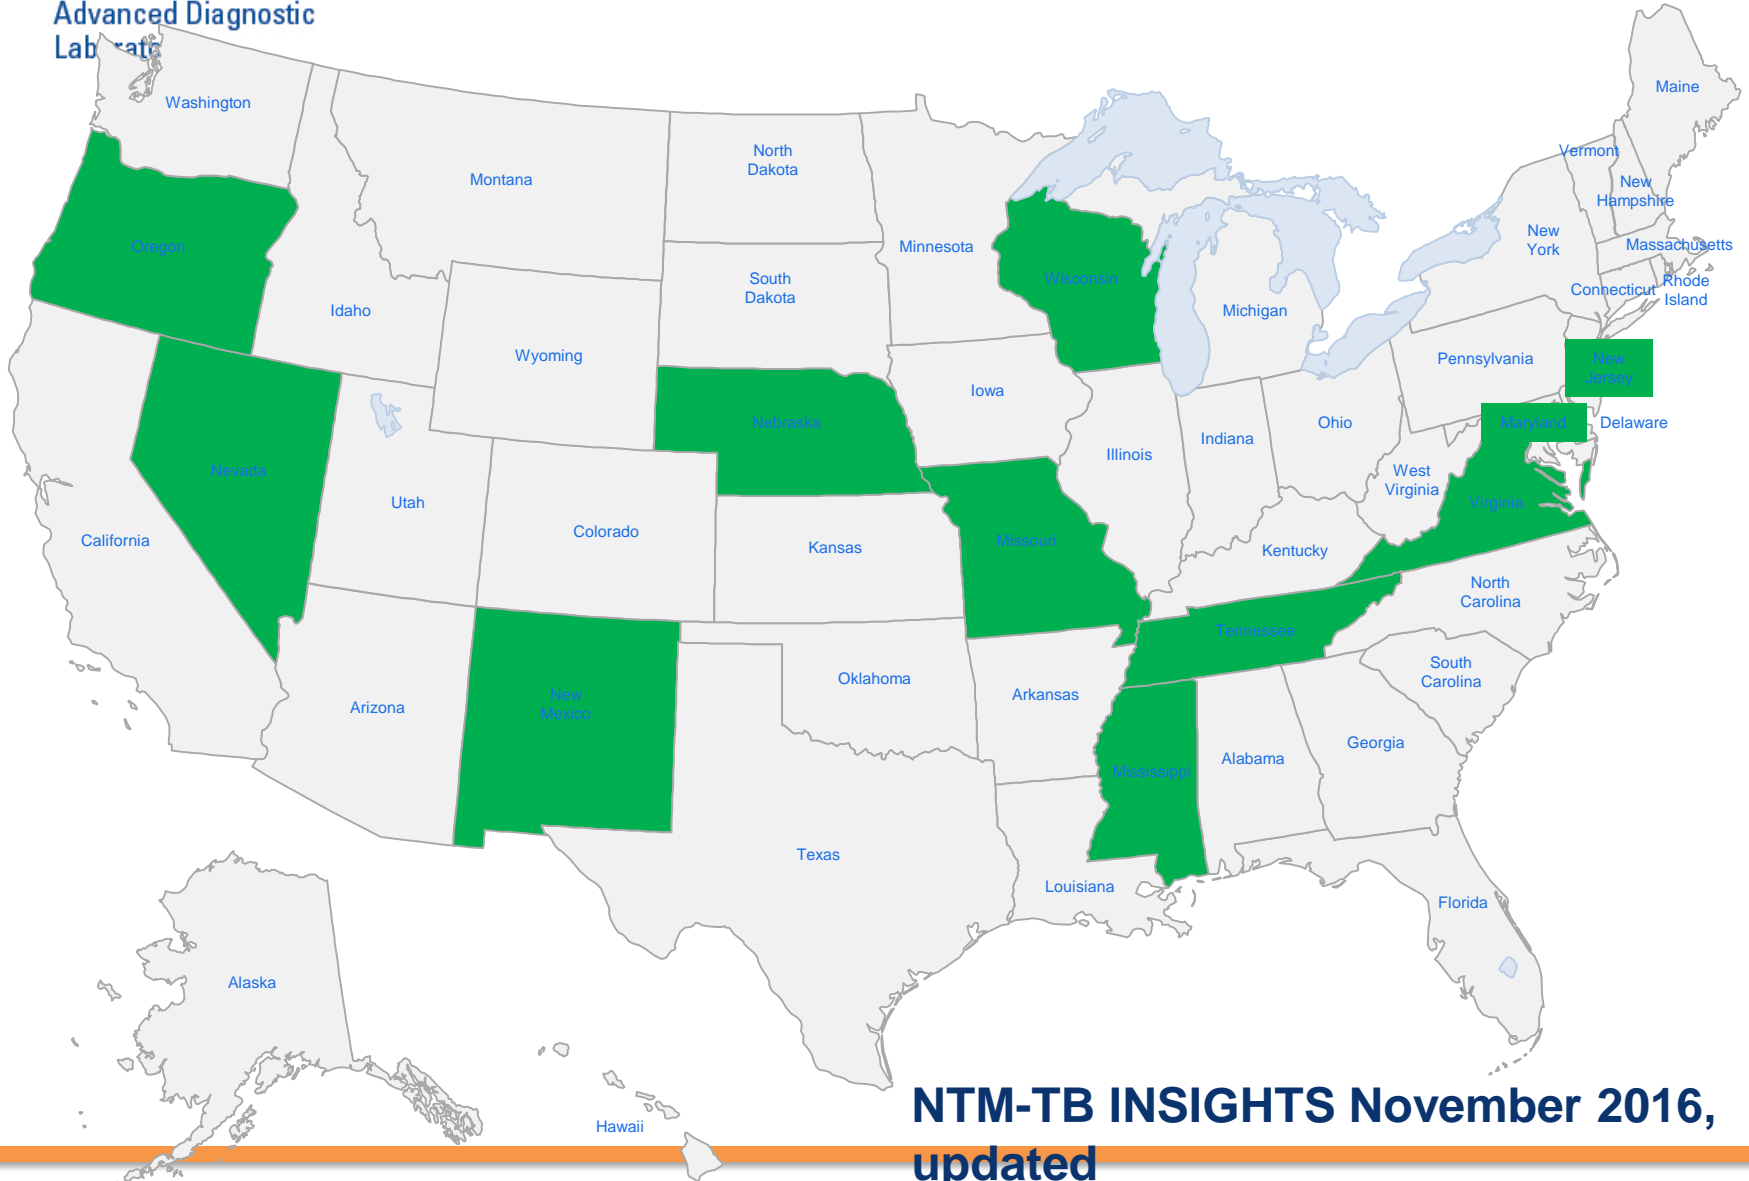 Advanced Diagnostic
Washington
Maine
North
Dakota
Vermont
Montana
New
Hampshire
Oregon
Minnesota
New
York
Massachusetts
Wisconsin
South
Dakota
Connecticut
Rhode
Island
Idaho
Michigan
Wyoming
Pennsylvania
New
Jersey
Iowa
Nebraska
Ohio
Maryland
Delaware
Nevada
Indiana
Illinois
West
Virginia
Utah
Virginia
Colorado
California
Missouri
Kansas
Kentucky
North
Carolina
Tennessee
South
Carolina
Oklahoma
New
Mexico
Arkansas
Arizona
Georgia
Alabama
Mississippi
Texas
Louisiana
Florida
Alaska
Hawaii
NTM-TB INSIGHTS November 2016,
updated